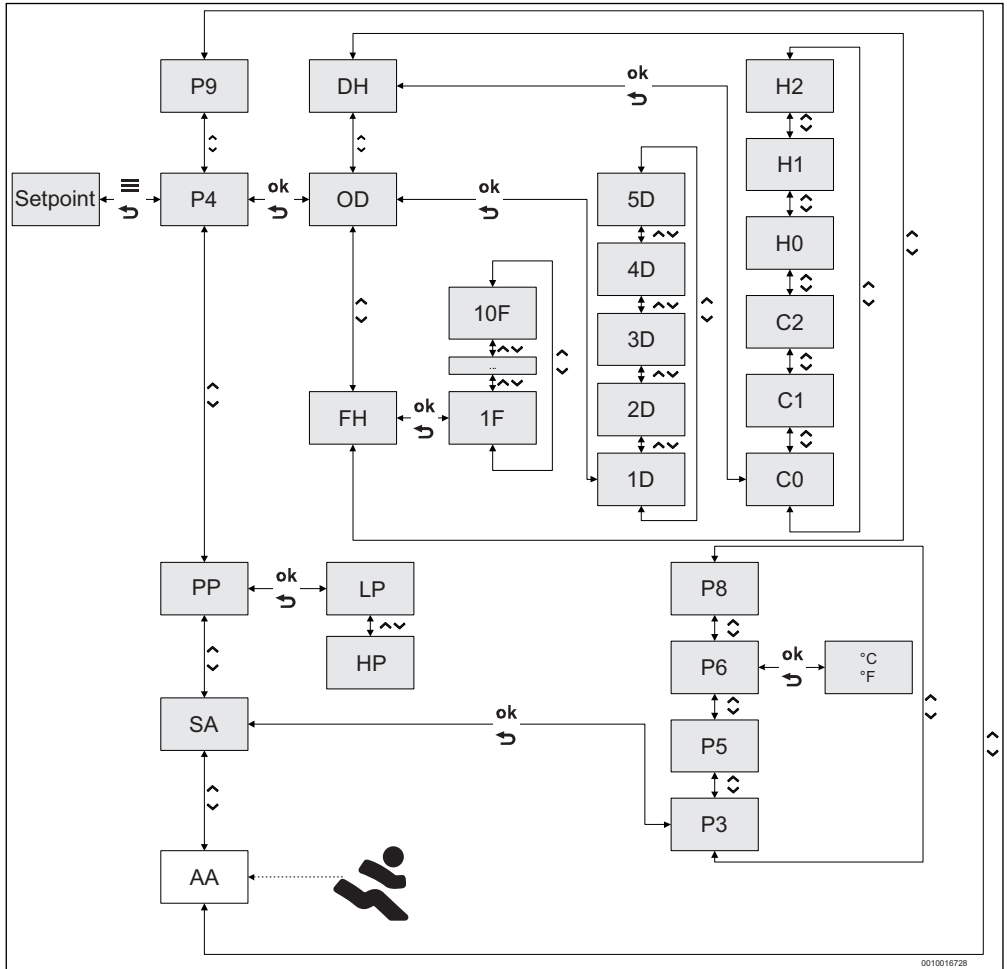 P9
DH
ok
H2
H1
Setpoint
P4
ok
OD
ok
5D
H0
4D
10F
C2
3D
...
2D
C1
FH
ok
1F
1D
C0
PP
ok
LP
P8
HP
P6
ok
°C
°F
SA
ok
P5
P3
AA
0010016728